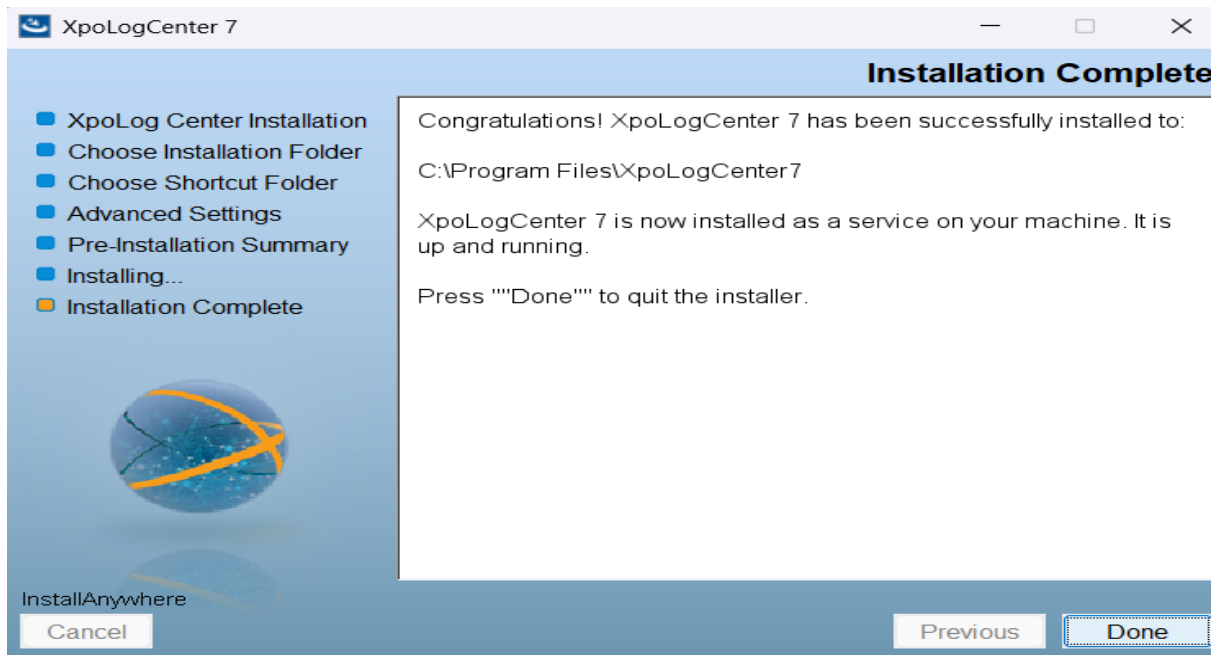 XpoLogCenter 7
Installation Complete
XpoLog Center Installation
Choose Installation Folder
Choose Shortcut Folder
Advanced Settings
Pre-Installation Summary
Installing...
Installation Complete
Congratulations! XpoLogCenter 7 has been successfully installed to:
C:\Program Files\XpoLogCenter7
XpoLogCenter 7 is now installed as a service on your machine. It is
up and running.
Press ""Done"" to quit the installer.
InstallAnywhere
Cancel
Previous
Done